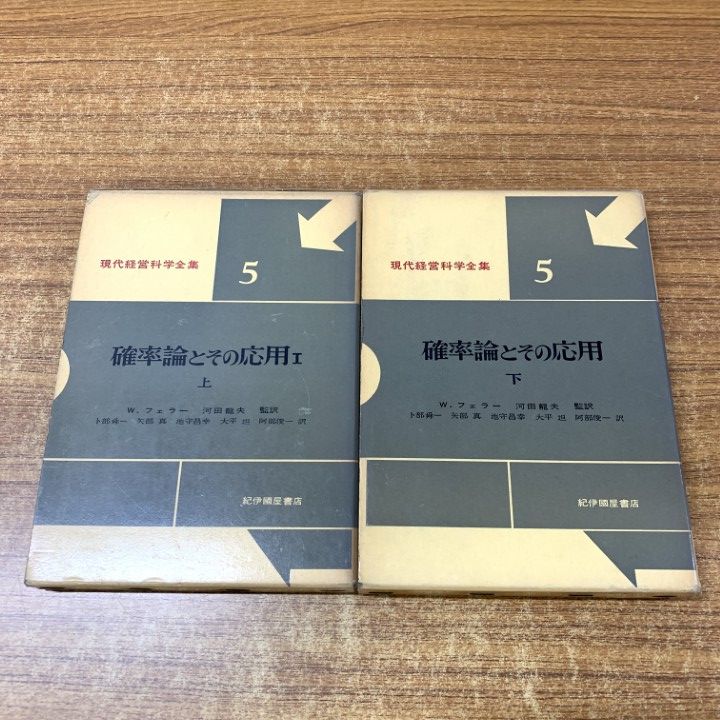 現代経営科学全集
5
確率論とその応用I
上
W．フェラー 河田龍夫 監訳
卜部舜一 矢部 真 池守昌幸 大平 坦 阿部俊一 訳
紀伊國屋書店
現代経営科学全集
5
確率論とその応用
下
W．フェラー 河田龍夫 監訳
卜部舜一 矢部 真 池守昌幸 大平 坦 阿部俊一 訳
紀伊國屋書店